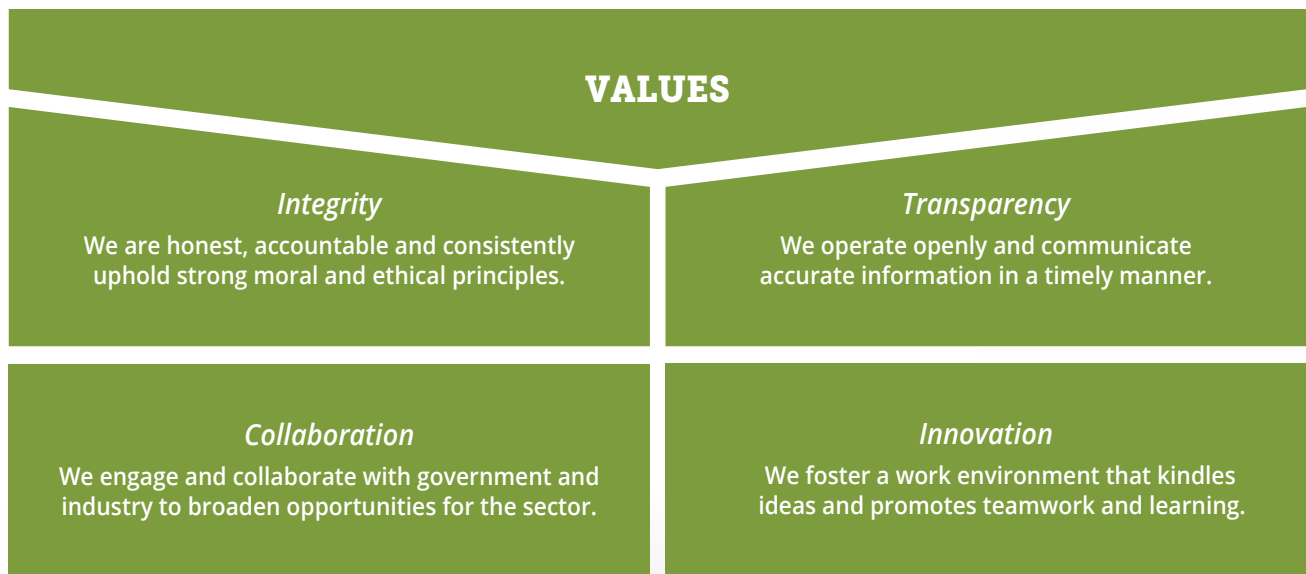 VALUES
Integrity
We are honest, accountable and consistently
uphold strong moral and ethical principles.
Transparency
We operate openly and communicate
accurate information in a timely manner.
Collaboration
We engage and collaborate with government and
industry to broaden opportunities for the sector.
Innovation
We foster a work environment that kindles
ideas and promotes teamwork and learning.